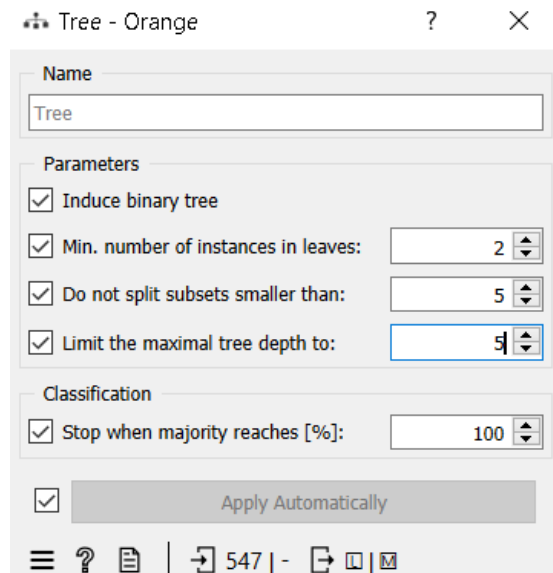 Tree - Orange ? ×
Name
Tree
Parameters
Induce binary tree
Min. number of instances in leaves: 2
Do not split subsets smaller than: 5
Limit the maximal tree depth to: 5
Classification
Stop when majority reaches [%]: 100
Apply Automatically
? 547 | - L | M